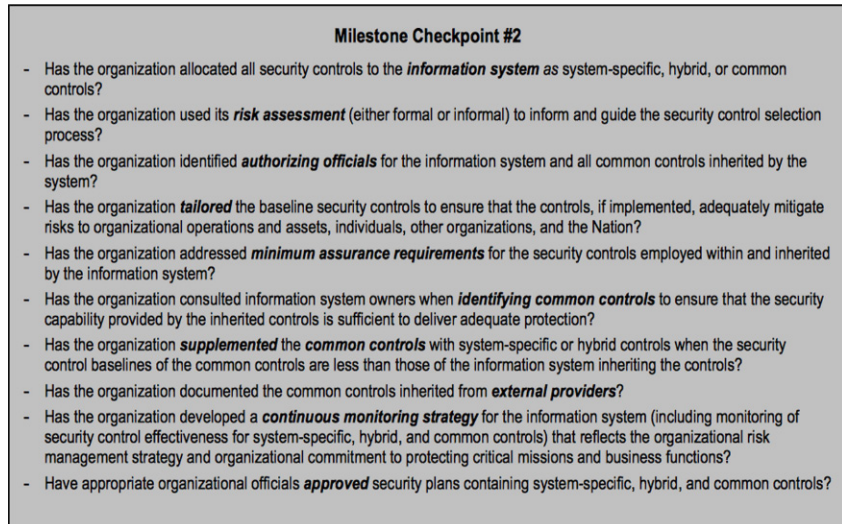 Milestone Checkpoint #2
- Has the organization allocated all security controls to the information system as system-specific, hybrid, or common
controls?
- Has the organization used its risk assessment (either formal or informal) to inform and guide the security control selection
process?
- Has the organization identified authorizing officials for the information system and all common controls inherited by the
system?
- Has the organization tailored the baseline security controls to ensure that the controls, if implemented, adequately mitigate
risks to organizational operations and assets, individuals, other organizations, and the Nation?
- Has the organization addressed minimum assurance requirements for the security controls employed within and inherited
by the information system?
- Has the organization consulted information system owners when identifying common controls to ensure that the security
capability provided by the inherited controls is sufficient to deliver adequate protection?
- Has the organization supplemented the common controls with system-specific or hybrid controls when the security
control baselines of the common controls are less than those of the information system inheriting the controls?
- Has the organization documented the common controls inherited from external providers?
- Has the organization developed a continuous monitoring strategy for the information system (including monitoring of
security control effectiveness for system-specific, hybrid, and common controls) that reflects the organizational risk
management strategy and organizational commitment to protecting critical missions and business functions?
- Have appropriate organizational officials approved security plans containing system-specific, hybrid, and common controls?